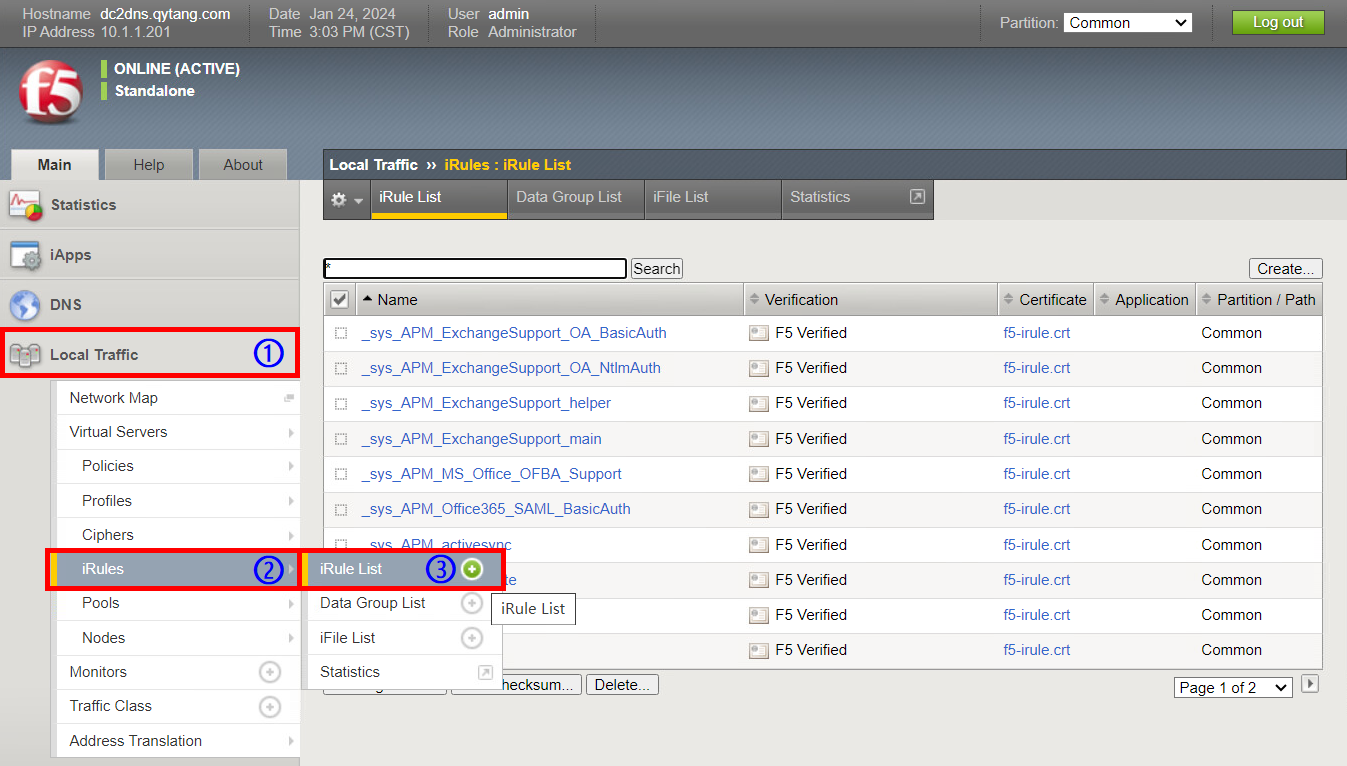 Hostname dc2dns.qytang.com Date Jan 24, 2024 User admin
IP Address 10.1.1.201 Time 3:03 PM (CST) Role Administrator
Partition: Common Log out
f5
ONLINE (ACTIVE)
Standalone
Main Help About
Statistics
iApps
DNS
Local Traffic ①
Network Map
Virtual Servers
Policies
Profiles
Ciphers
iRules ②
Pools
Nodes
Monitors
Traffic Class
Address Translation
iRule List ③
Data Group List
iFile List
Statistics
iRule List
Local Traffic ›› iRules : iRule List
iRule List Data Group List iFile List Statistics
* Search Create...
Name Verification Certificate Application Partition / Path
_sys_APM_ExchangeSupport_OA_BasicAuth F5 Verified f5-irule.crt Common
_sys_APM_ExchangeSupport_OA_NtlmAuth F5 Verified f5-irule.crt Common
_sys_APM_ExchangeSupport_helper F5 Verified f5-irule.crt Common
_sys_APM_ExchangeSupport_main F5 Verified f5-irule.crt Common
_sys_APM_MS_Office_OFBA_Support F5 Verified f5-irule.crt Common
_sys_APM_Office365_SAML_BasicAuth F5 Verified f5-irule.crt Common
_sys_APM_activesync F5 Verified f5-irule.crt Common
F5 Verified f5-irule.crt Common
F5 Verified f5-irule.crt Common
F5 Verified f5-irule.crt Common
Delete... Page 1 of 2